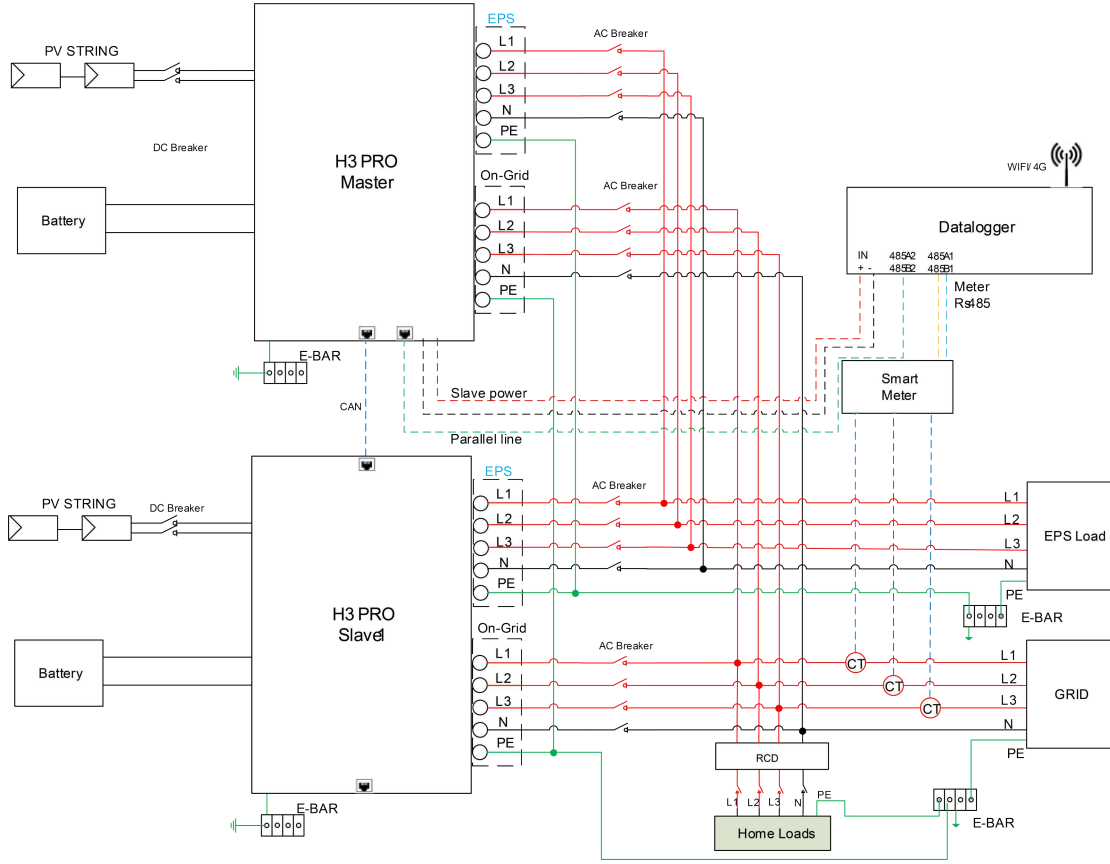 EPS
PV STRING
DC Breaker
Battery
H3 PRO
Master
L1
L2
L3
N
PE
AC Breaker
On-Grid
L1
L2
L3
N
PE
AC Breaker
WIFI/ 4G
Datalogger
IN
+ -
485A2
485B2
485A1
485B1
Meter
Rs485
Smart
Meter
E-BAR
CAN
Slave power
Parallel line
PV STRING
DC Breaker
Battery
H3 PRO
Slave1
EPS
L1
L2
L3
N
PE
AC Breaker
L1
L2
L3
N
PE
EPS Load
E-BAR
On-Grid
L1
L2
L3
N
PE
AC Breaker
CT
CT
CT
L1
L2
L3
N
PE
GRID
RCD
L1
L2
L3
N
PE
Home Loads
E-BAR
E-BAR